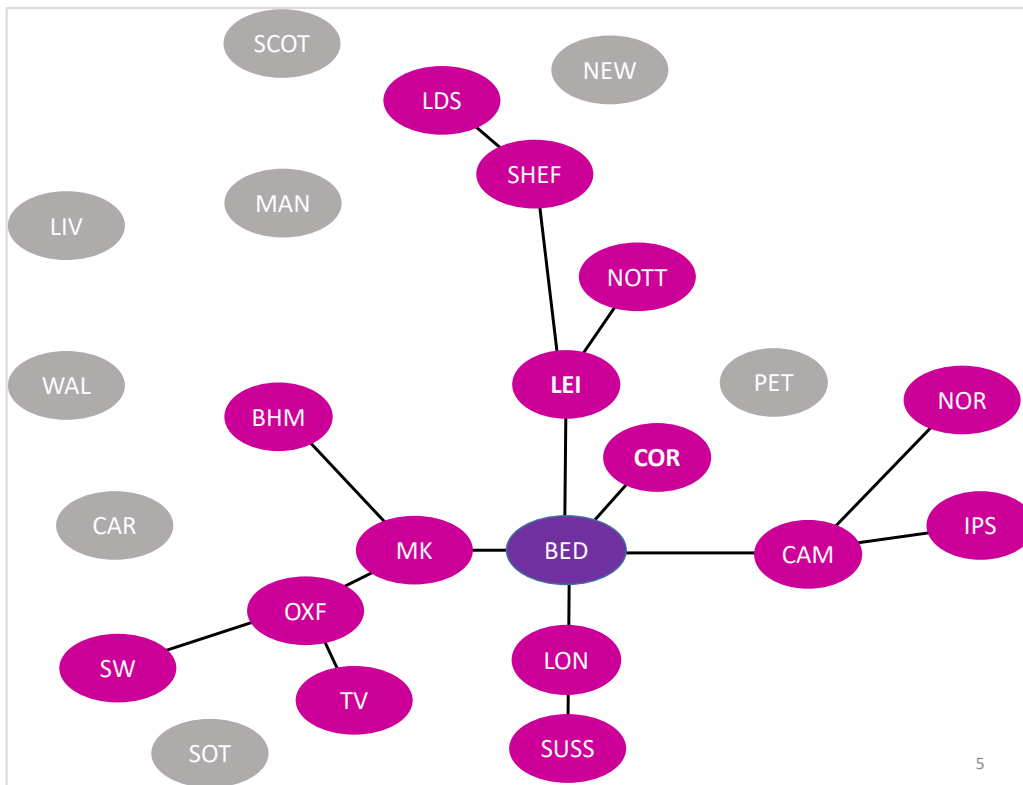 SCOT
NEW
LDS
SHEF
MAN
LIV
NOTT
WAL
LEI
PET
NOR
BHM
COR
CAR
IPS
MK
BED
CAM
OXF
SW
LON
TV
SOT
SUSS
5